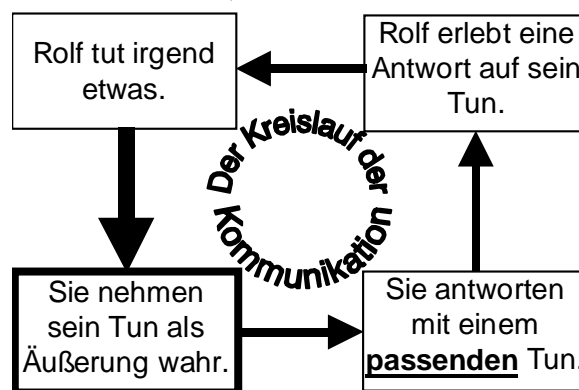 Rolf tut irgend
etwas.
Rolf erlebt eine
Antwort auf sein
Tun.
Der Kreislauf der
Kommunikation
Sie nehmen
sein Tun als
Äußerung wahr.
Sie antworten
mit einem
passenden Tun.